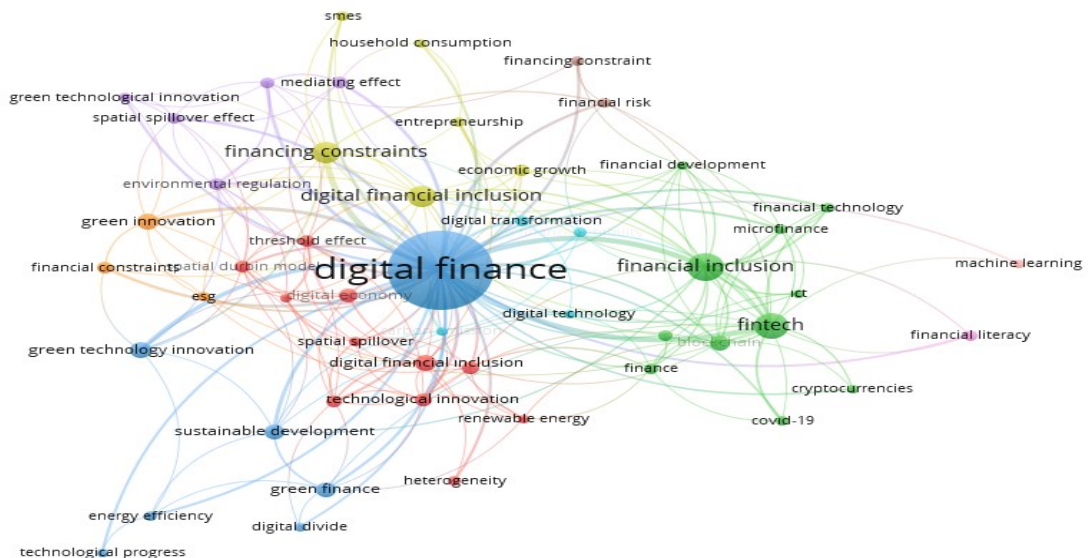 smes
household consumption
financing constraint
mediating effect
green technological innovation
financial risk
spatial spillover effect
entrepreneurship
financing constraints
financial development
economic growth
environmental regulation
digital financial inclusion
financial technology
green innovation
digital transformation
microfinance
threshold effect
financial constraints
spatial durbin model
digital finance
financial inclusion
machine learning
esg
digital economy
ict
digital technology
fintech
financial literacy
spatial spillover
blockchain
green technology innovation
digital financial inclusion
finance
cryptocurrencies
technological innovation
renewable energy
covid-19
sustainable development
heterogeneity
green finance
energy efficiency
digital divide
technological progress